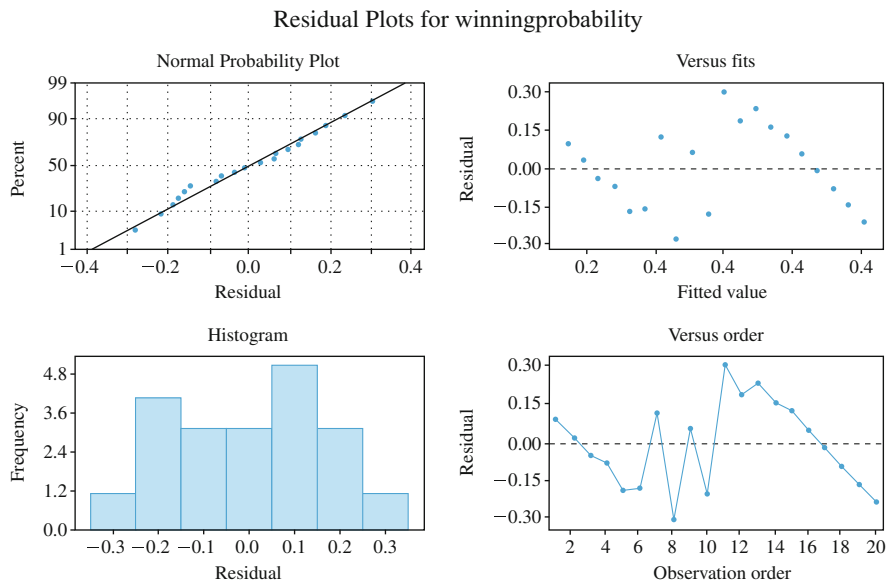 Residual Plots for winningprobability
Normal Probability Plot
Percent
99
90
50
10
1
−0.4 −0.2 0.0 0.2 0.4
Residual
Versus fits
Residual
0.30
0.15
0.00
−0.15
−0.30
0.2 0.4 0.4 0.4 0.4
Fitted value
Histogram
Frequency
4.8
3.6
2.4
1.2
0.0
−0.3 −0.2 −0.1 0.0 0.1 0.2 0.3
Residual
Versus order
Residual
0.30
0.15
0.00
−0.15
−0.30
2 4 6 8 10 12 14 16 18 20
Observation order